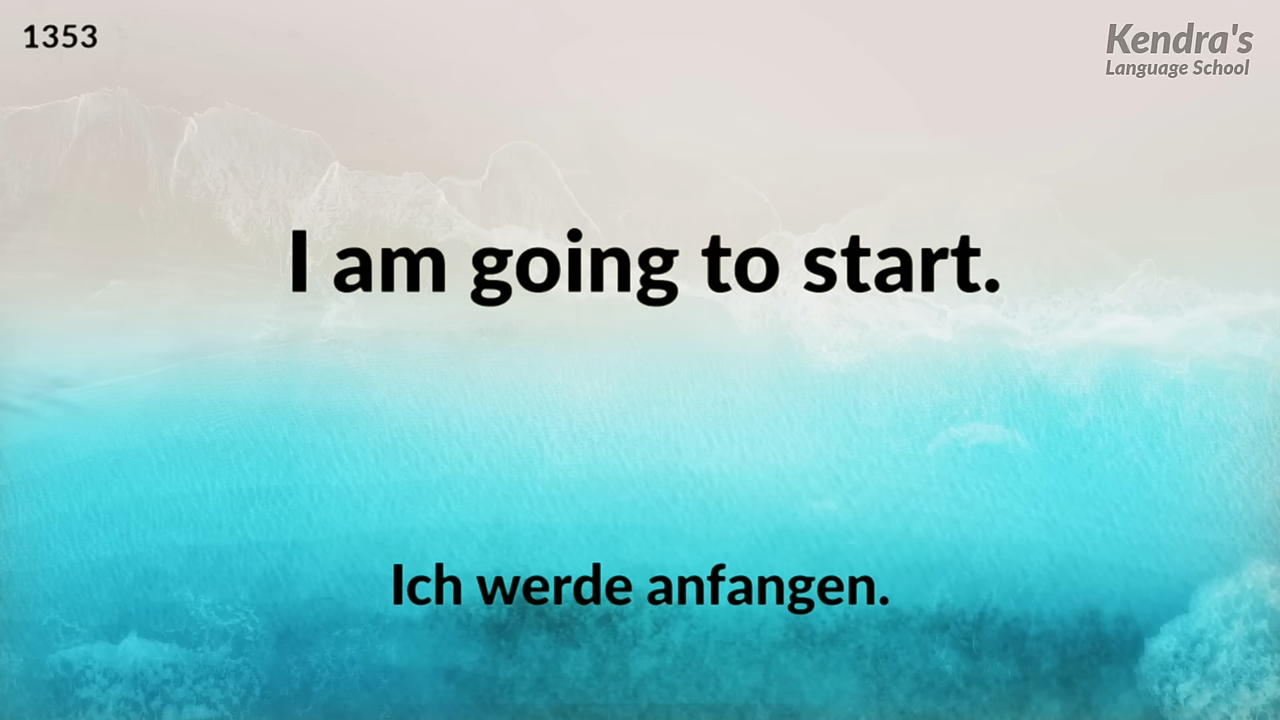 1353
Kendra's
Language School
I am going to start.
Ich werde anfangen.